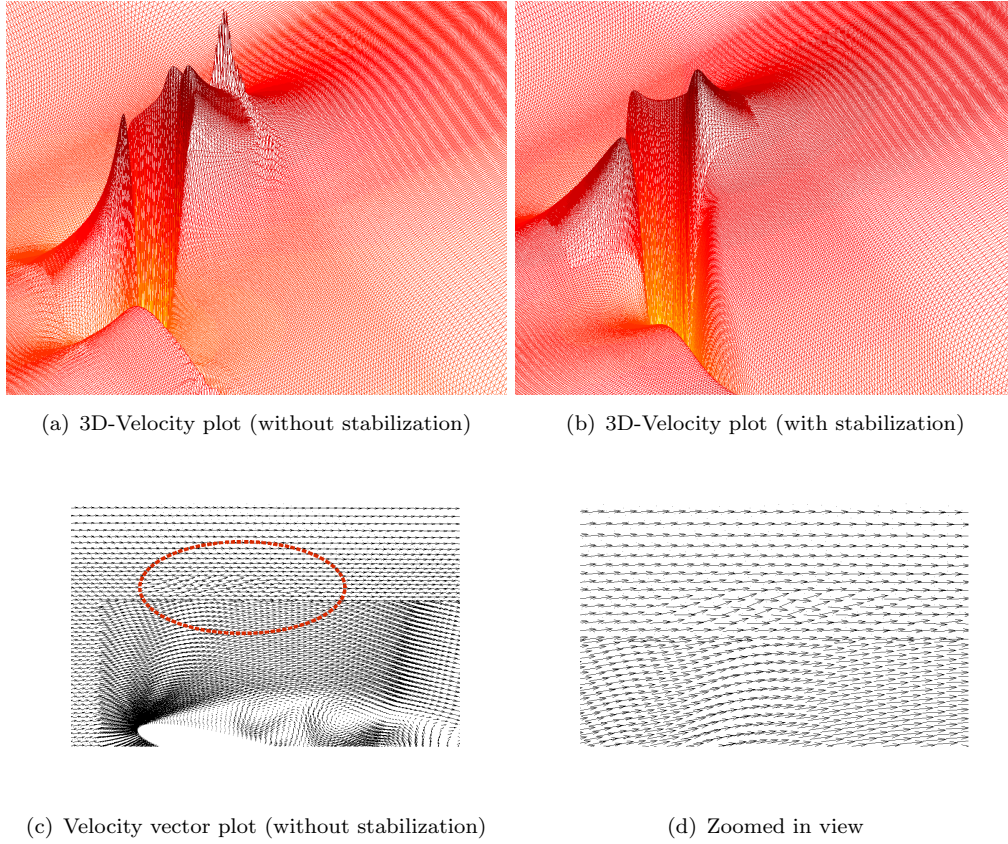 (a) 3D-Velocity plot (without stabilization)
(b) 3D-Velocity plot (with stabilization)
(c) Velocity vector plot (without stabilization)
(d) Zoomed in view